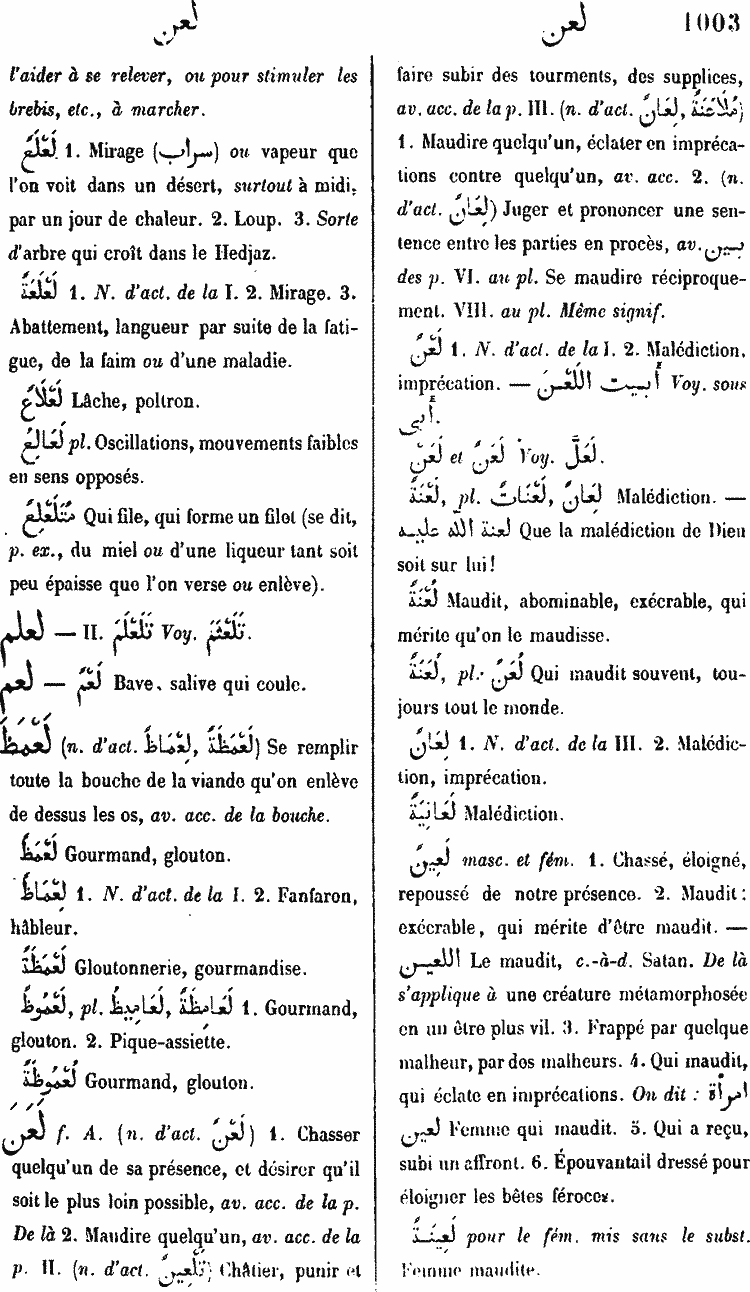 لعن
لعن 1003
l'aider à se relever, ou pour stimuler les
brebis, etc., à marcher.
لَعْلَعٌ 1. Mirage (سراب) ou vapeur que
l'on voit dans un désert, surtout à midi,
par un jour de chaleur. 2. Loup. 3. Sorte
d'arbre qui croît dans le Hedjaz.
لَعْلَعَةٌ 1. N. d'act. de la I. 2. Mirage. 3.
Abattement, langueur par suite de la fati-
gue, de la faim ou d'une maladie.
لَعْلَاعٌ Lâche, poltron.
لَعَالِعُ pl. Oscillations, mouvements faibles
en sens opposés.
مُتَلَعْلِعٌ Qui file, qui forme un filet (se dit,
p. ex., du miel ou d'une liqueur tant soit
peu épaisse que l'on verse ou enlève).
لعلم — II. تَلَعْلَمَ Voy. تَلَعْثَمَ.
لعم — لَعْمٌ Bave, salive qui coule.
لَعْمَظَ (n. d'act. لَعْمَظَةٌ, لِعْمَاظٌ) Se remplir
toute la bouche de la viande qu'on enlève
de dessus les os, av. acc. de la bouche.
لَعْمَظٌ Gourmand, glouton.
لِعْمَاظٌ 1. N. d'act. de la I. 2. Fanfaron,
hâbleur.
لَعْمَظَةٌ Gloutonnerie, gourmandise.
لُعْمُوظٌ, pl. لَعَامِيظُ, لَعَامِظَةٌ 1. Gourmand,
glouton. 2. Pique-assiette.
لُعْمُوظَةٌ Gourmand, glouton.
لَعَنَ f. A. (n. d'act. لَعْنٌ) 1. Chasser
quelqu'un de sa présence, et désirer qu'il
soit le plus loin possible, av. acc. de la p.
De là 2. Maudire quelqu'un, av. acc. de la
p. II. (n. d'act. تَلْعِينٌ) Châtier, punir et
faire subir des tourments, des supplices,
av. acc. de la p. III. (n. d'act. لِعَانٌ, مُلَاعَنَةٌ)
1. Maudire quelqu'un, éclater en impréca-
tions contre quelqu'un, av. acc. 2. (n.
d'act. لِعَانٌ) Juger et prononcer une sen-
tence entre les parties en procès, av. بين
des p. VI. au pl. Se maudire réciproque-
ment. VIII. au pl. Même signif.
لَعْنٌ 1. N. d'act. de la I. 2. Malédiction,
imprécation. — أبيت اللَّعْنَ Voy. sous
أبى.
لَعَنَّ et لَعَنَّ Voy. لَعَلَّ.
لَعْنَةٌ, pl. لَعَنَاتٌ, لِعَانٌ Malédiction. —
لعنة الله عليه Que la malédiction de Dieu
soit sur lui!
لُعْنَةٌ Maudit, abominable, exécrable, qui
mérite qu'on le maudisse.
لُعَنَةٌ, pl. لُعَنٌ Qui maudit souvent, tou-
jours tout le monde.
لِعَانٌ 1. N. d'act. de la III. 2. Malédic-
tion, imprécation.
لَعَانِيَةٌ Malédiction.
لَعِينٌ masc. et fém. 1. Chassé, éloigné,
repoussé de notre présence. 2. Maudit:
exécrable, qui mérite d'être maudit. —
اللعين Le maudit, c.-à-d. Satan. De là
s'applique à une créature métamorphosée
en un être plus vil. 3. Frappé par quelque
malheur, par des malheurs. 4. Qui maudit,
qui éclate en imprécations. On dit : امرأة
لعين Femme qui maudit. 5. Qui a reçu,
subi un affront. 6. Épouvantail dressé pour
éloigner les bêtes féroces.
لَعِينَةٌ pour le fém. mis sans le subst.
Femme maudite.